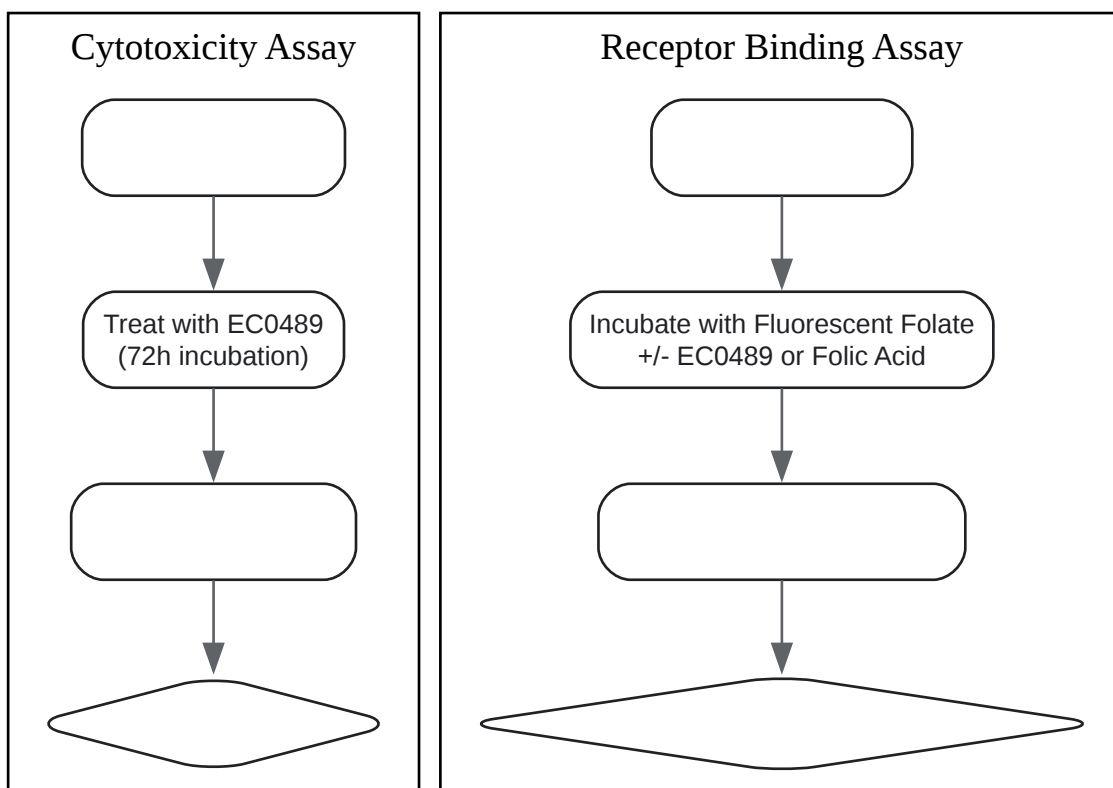 Cytotoxicity Assay
Treat with EC0489
(72h incubation)
Receptor Binding Assay
Incubate with Fluorescent Folate
+/- EC0489 or Folic Acid